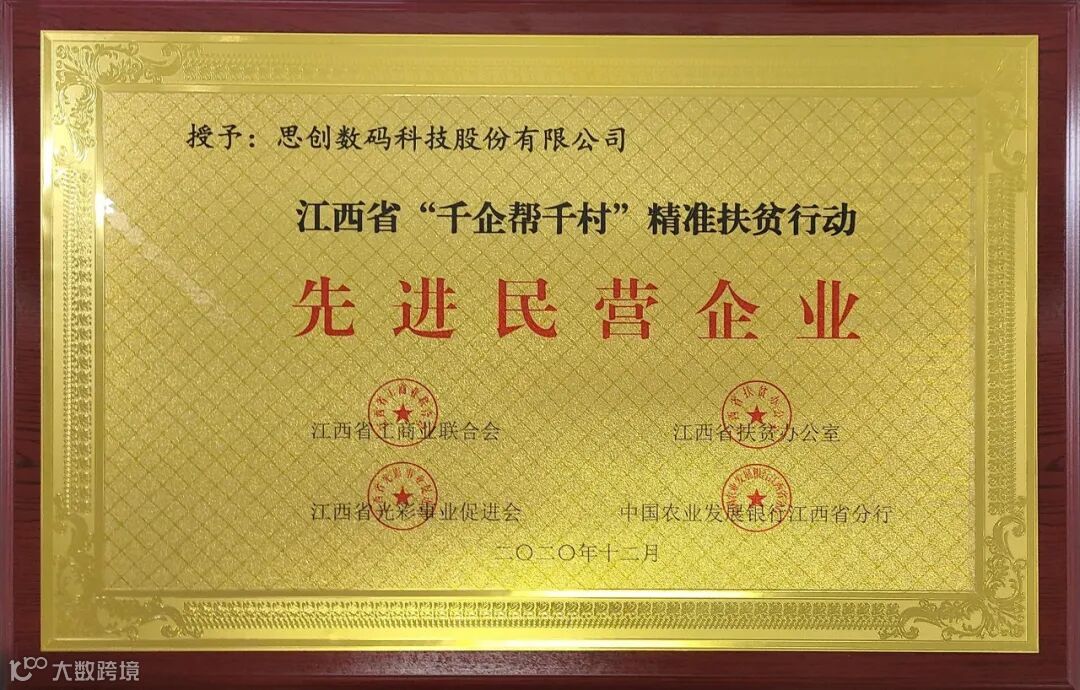 授予：思创数码科技股份有限公司
江西省“千企帮千村”精准扶贫行动
先进民营企业
江西省工商业联合会
江西省扶贫办公室
江西省光彩事业促进会
中国农业发展银行江西省分行
二〇二〇年十二月
大数跨境